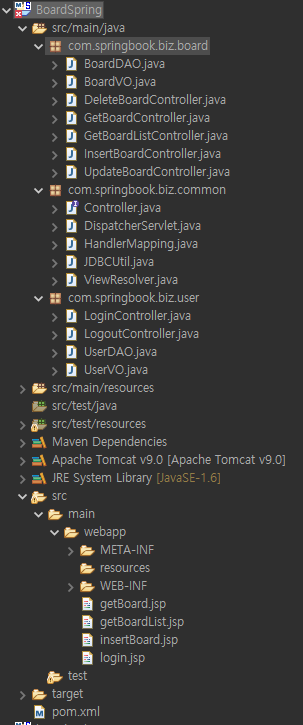 BoardSpring
src/main/java
com.springbook.biz.board
BoardDAO.java
BoardVO.java
DeleteBoardController.java
GetBoardController.java
GetBoardListController.java
InsertBoardController.java
UpdateBoardController.java
com.springbook.biz.common
Controller.java
DispatcherServlet.java
HandlerMapping.java
JDBCUtil.java
ViewResolver.java
com.springbook.biz.user
LoginController.java
LogoutController.java
UserDAO.java
UserVO.java
src/main/resources
src/test/java
src/test/resources
Maven Dependencies
Apache Tomcat v9.0 [Apache Tomcat v9.0]
JRE System Library [JavaSE-1.6]
src
main
webapp
META-INF
resources
WEB-INF
getBoard.jsp
getBoardList.jsp
insertBoard.jsp
login.jsp
test
target
pom.xml